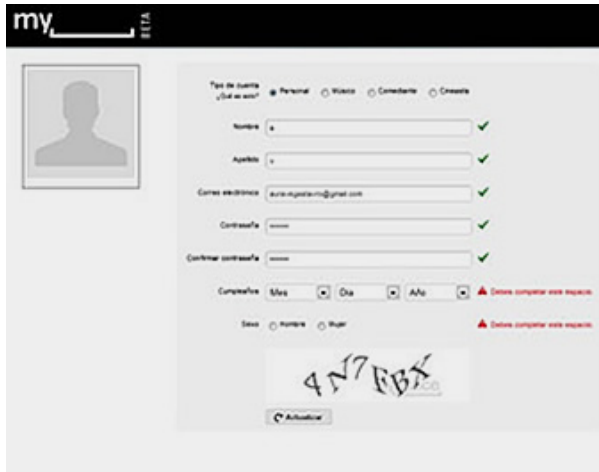 my______
BETA
Tipo de cuenta
¿Qué es esto?
Personal Músico Comediante Cineasta
Nombre a
Apellido
Correo electrónico
Contraseña
Confirmar contraseña
Cumpleaños Mes Día Año Debes completar este espacio.
Sexo Hombre Mujer Debes completar este espacio.
4N7FBX
Actualizar